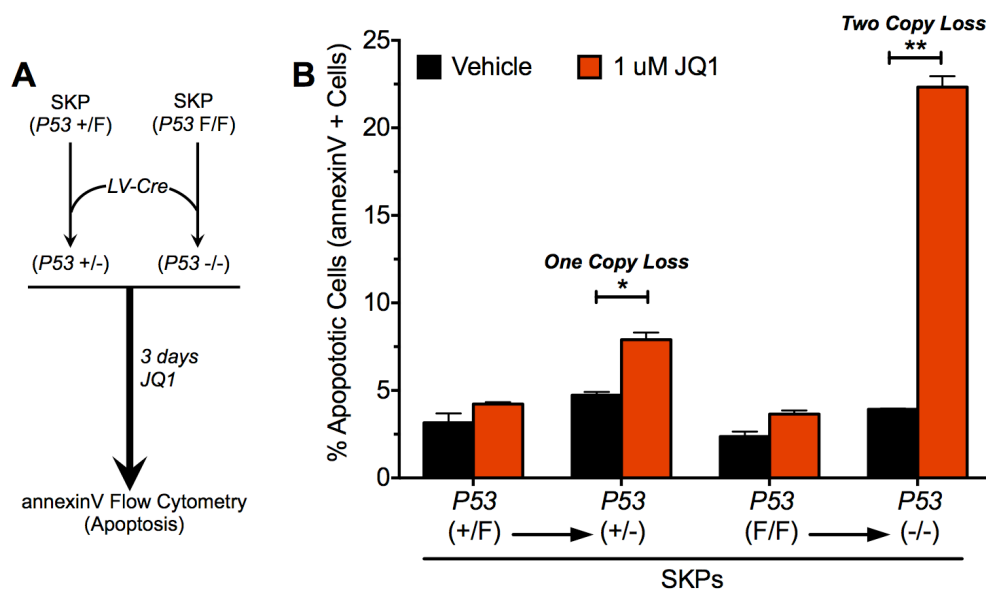 A
SKP
(P53 +/F)
SKP
(P53 F/F)
LV-Cre
(P53 +/-)
(P53 -/-)
3 days
JQ1
annexinV Flow Cytometry
(Apoptosis)
B
% Apopototic Cells (annexinV + Cells)
25
20
15
10
5
0
Vehicle
1 uM JQ1
One Copy Loss
*
Two Copy Loss
**
P53
(+/F)
P53
(+/-)
P53
(F/F)
P53
(-/-)
SKPs